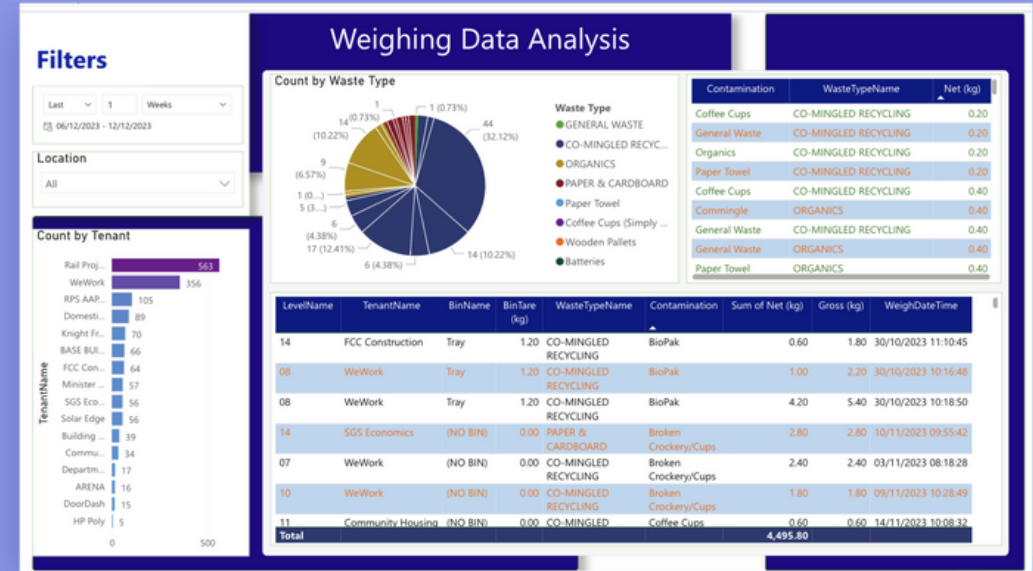 Weighing Data Analysis
Filters
Last 1 Weeks
06/12/2023 - 12/12/2023
Location
All
Count by Tenant
TenantName
Rail Proj... 563
WeWork 356
RPS AAP... 105
Domesti... 89
Knight Fr... 70
BASE BUI... 66
FCC Con... 64
Minister ... 57
SGS Eco... 56
Solar Edge 56
Building ... 39
Commu... 34
Departm... 17
ARENA 16
DoorDash 15
HP Poly 5
0 500
Count by Waste Type
1 (0.73%)
44
(32.12%)
14 (10.22%)
6 (4.38%)
17 (12.41%)
6
(4.38%)
5 (3...)
1 (0...)
9
(6.57%)
14
(10.22%)
1
(0.73%)
Waste Type
GENERAL WASTE
CO-MINGLED RECYC...
ORGANICS
PAPER & CARDBOARD
Paper Towel
Coffee Cups (Simply ...
Wooden Pallets
Batteries
Contamination WasteTypeName Net (kg)
Coffee Cups CO-MINGLED RECYCLING 0.20
General Waste CO-MINGLED RECYCLING 0.20
Organics CO-MINGLED RECYCLING 0.20
Paper Towel CO-MINGLED RECYCLING 0.20
Coffee Cups CO-MINGLED RECYCLING 0.40
Commingle ORGANICS 0.40
General Waste CO-MINGLED RECYCLING 0.40
General Waste ORGANICS 0.40
Paper Towel ORGANICS 0.40
LevelName TenantName BinName BinTare WasteTypeName Contamination Sum of Net (kg) Gross (kg) WeighDateTime
(kg)
14 FCC Construction Tray 1.20 CO-MINGLED BioPak 0.60 1.80 30/10/2023 11:10:45
RECYCLING
08 WeWork Tray 1.20 CO-MINGLED BioPak 1.00 2.20 30/10/2023 10:16:48
RECYCLING
08 WeWork Tray 1.20 CO-MINGLED BioPak 4.20 5.40 30/10/2023 10:18:50
RECYCLING
14 SGS Economics (NO BIN) 0.00 PAPER & Broken 2.80 2.80 10/11/2023 09:55:42
CARDBOARD Crockery/Cups
07 WeWork (NO BIN) 0.00 CO-MINGLED Broken 2.40 2.40 03/11/2023 08:18:28
RECYCLING Crockery/Cups
10 WeWork (NO BIN) 0.00 CO-MINGLED Broken 1.80 1.80 09/11/2023 10:28:49
RECYCLING Crockery/Cups
11 Community Housing (NO BIN) 0.00 CO-MINGLED Coffee Cups 0.60 0.60 14/11/2023 10:08:32
Total 4,495.80